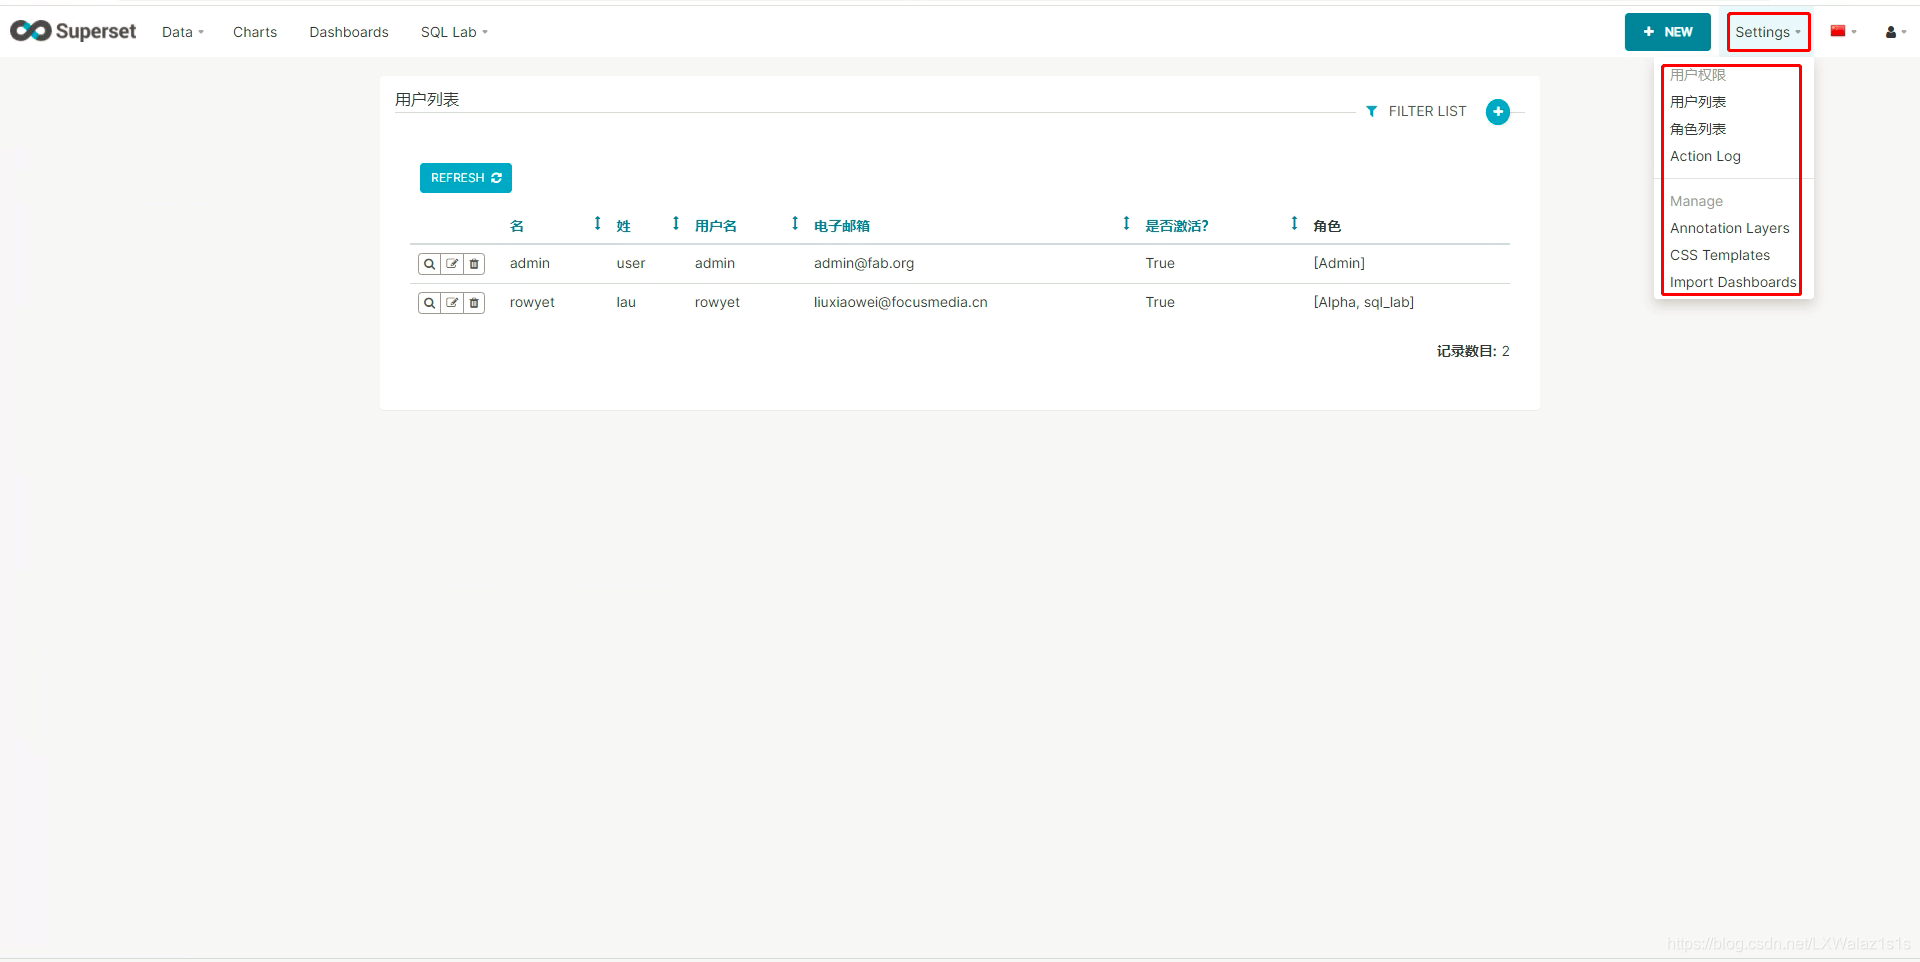 Superset Data Charts Dashboards SQL Lab + NEW Settings
用户权限
用户列表
角色列表
Action Log
Manage
Annotation Layers
CSS Templates
Import Dashboards
用户列表
FILTER LIST
REFRESH
名 姓 用户名 电子邮箱 是否激活? 角色
admin user admin admin@fab.org True [Admin]
rowyet lau rowyet liuxiaowei@focusmedia.cn True [Alpha, sql_lab]
记录数目: 2
https://blog.csdn.net/LXWalaz1s1s